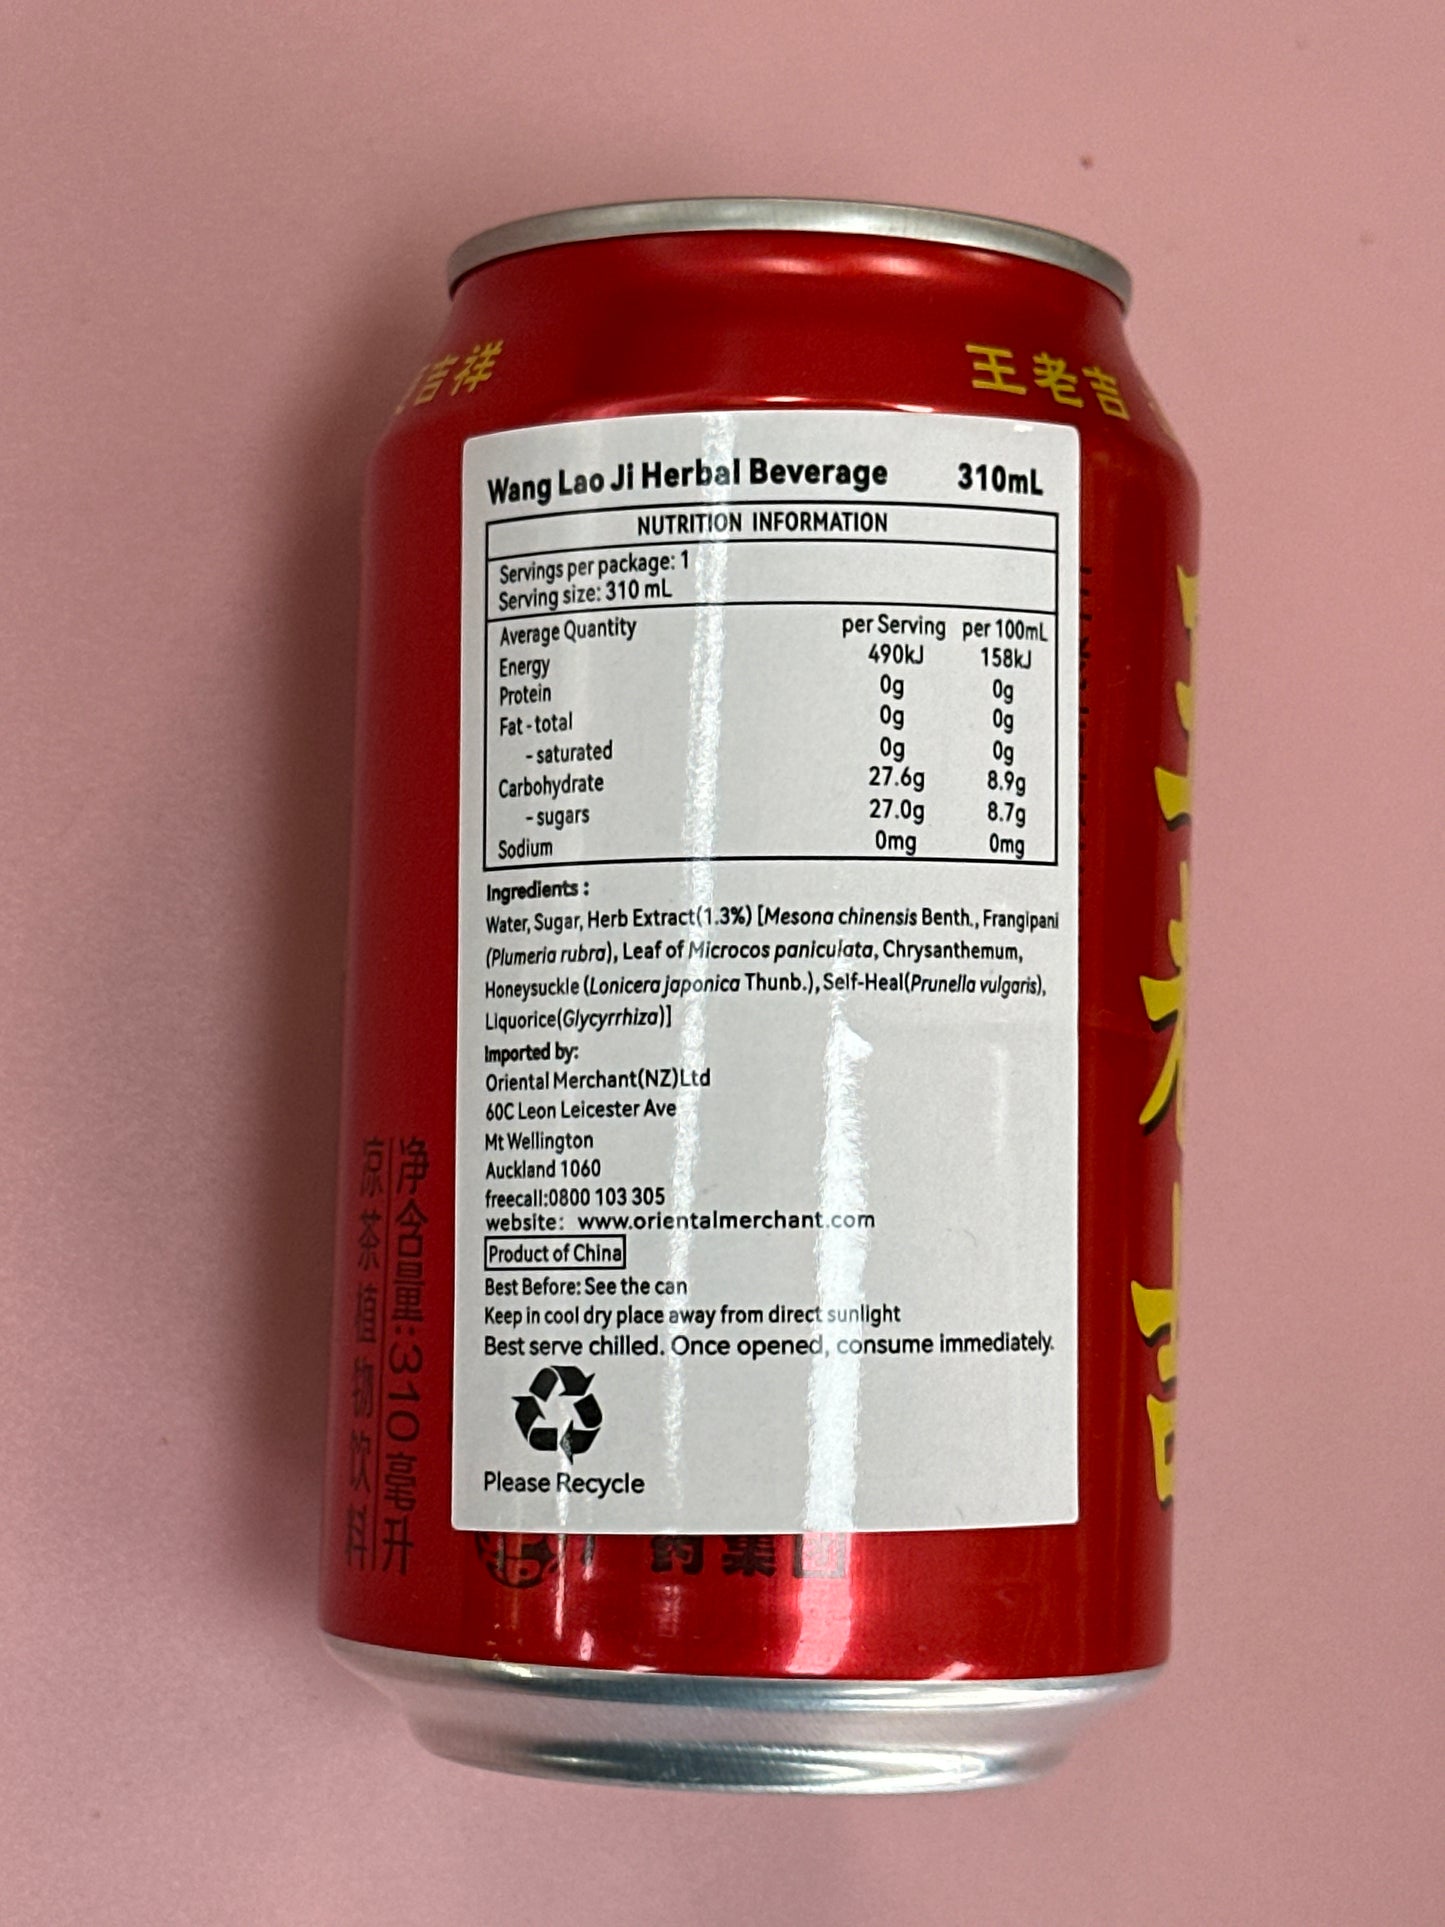 吉祥
王老吉
Wang Lao Ji Herbal Beverage 310mL
NUTRITION INFORMATION
Servings per package: 1
Serving size: 310 mL
Average Quantity per Serving per 100mL
Energy 490kJ 158kJ
Protein 0g 0g
Fat - total 0g 0g
- saturated 0g 0g
Carbohydrate 27.6g 8.9g
- sugars 27.0g 8.7g
Sodium 0mg 0mg
Ingredients :
Water, Sugar, Herb Extract(1.3%) [Mesona chinensis Benth., Frangipani
(Plumeria rubra), Leaf of Microcos paniculata, Chrysanthemum,
Honeysuckle (Lonicera japonica Thunb.), Self-Heal(Prunella vulgaris),
Liquorice(Glycyrrhiza)]
Imported by:
Oriental Merchant(NZ)Ltd
60C Leon Leicester Ave
Mt Wellington
Auckland 1060
freecall:0800 103 305
website: www.orientalmerchant.com
Product of China
Best Before: See the can
Keep in cool dry place away from direct sunlight
Best serve chilled. Once opened, consume immediately.
Please Recycle
净含量:310毫升
凉茶植物饮料
药集团
王老吉